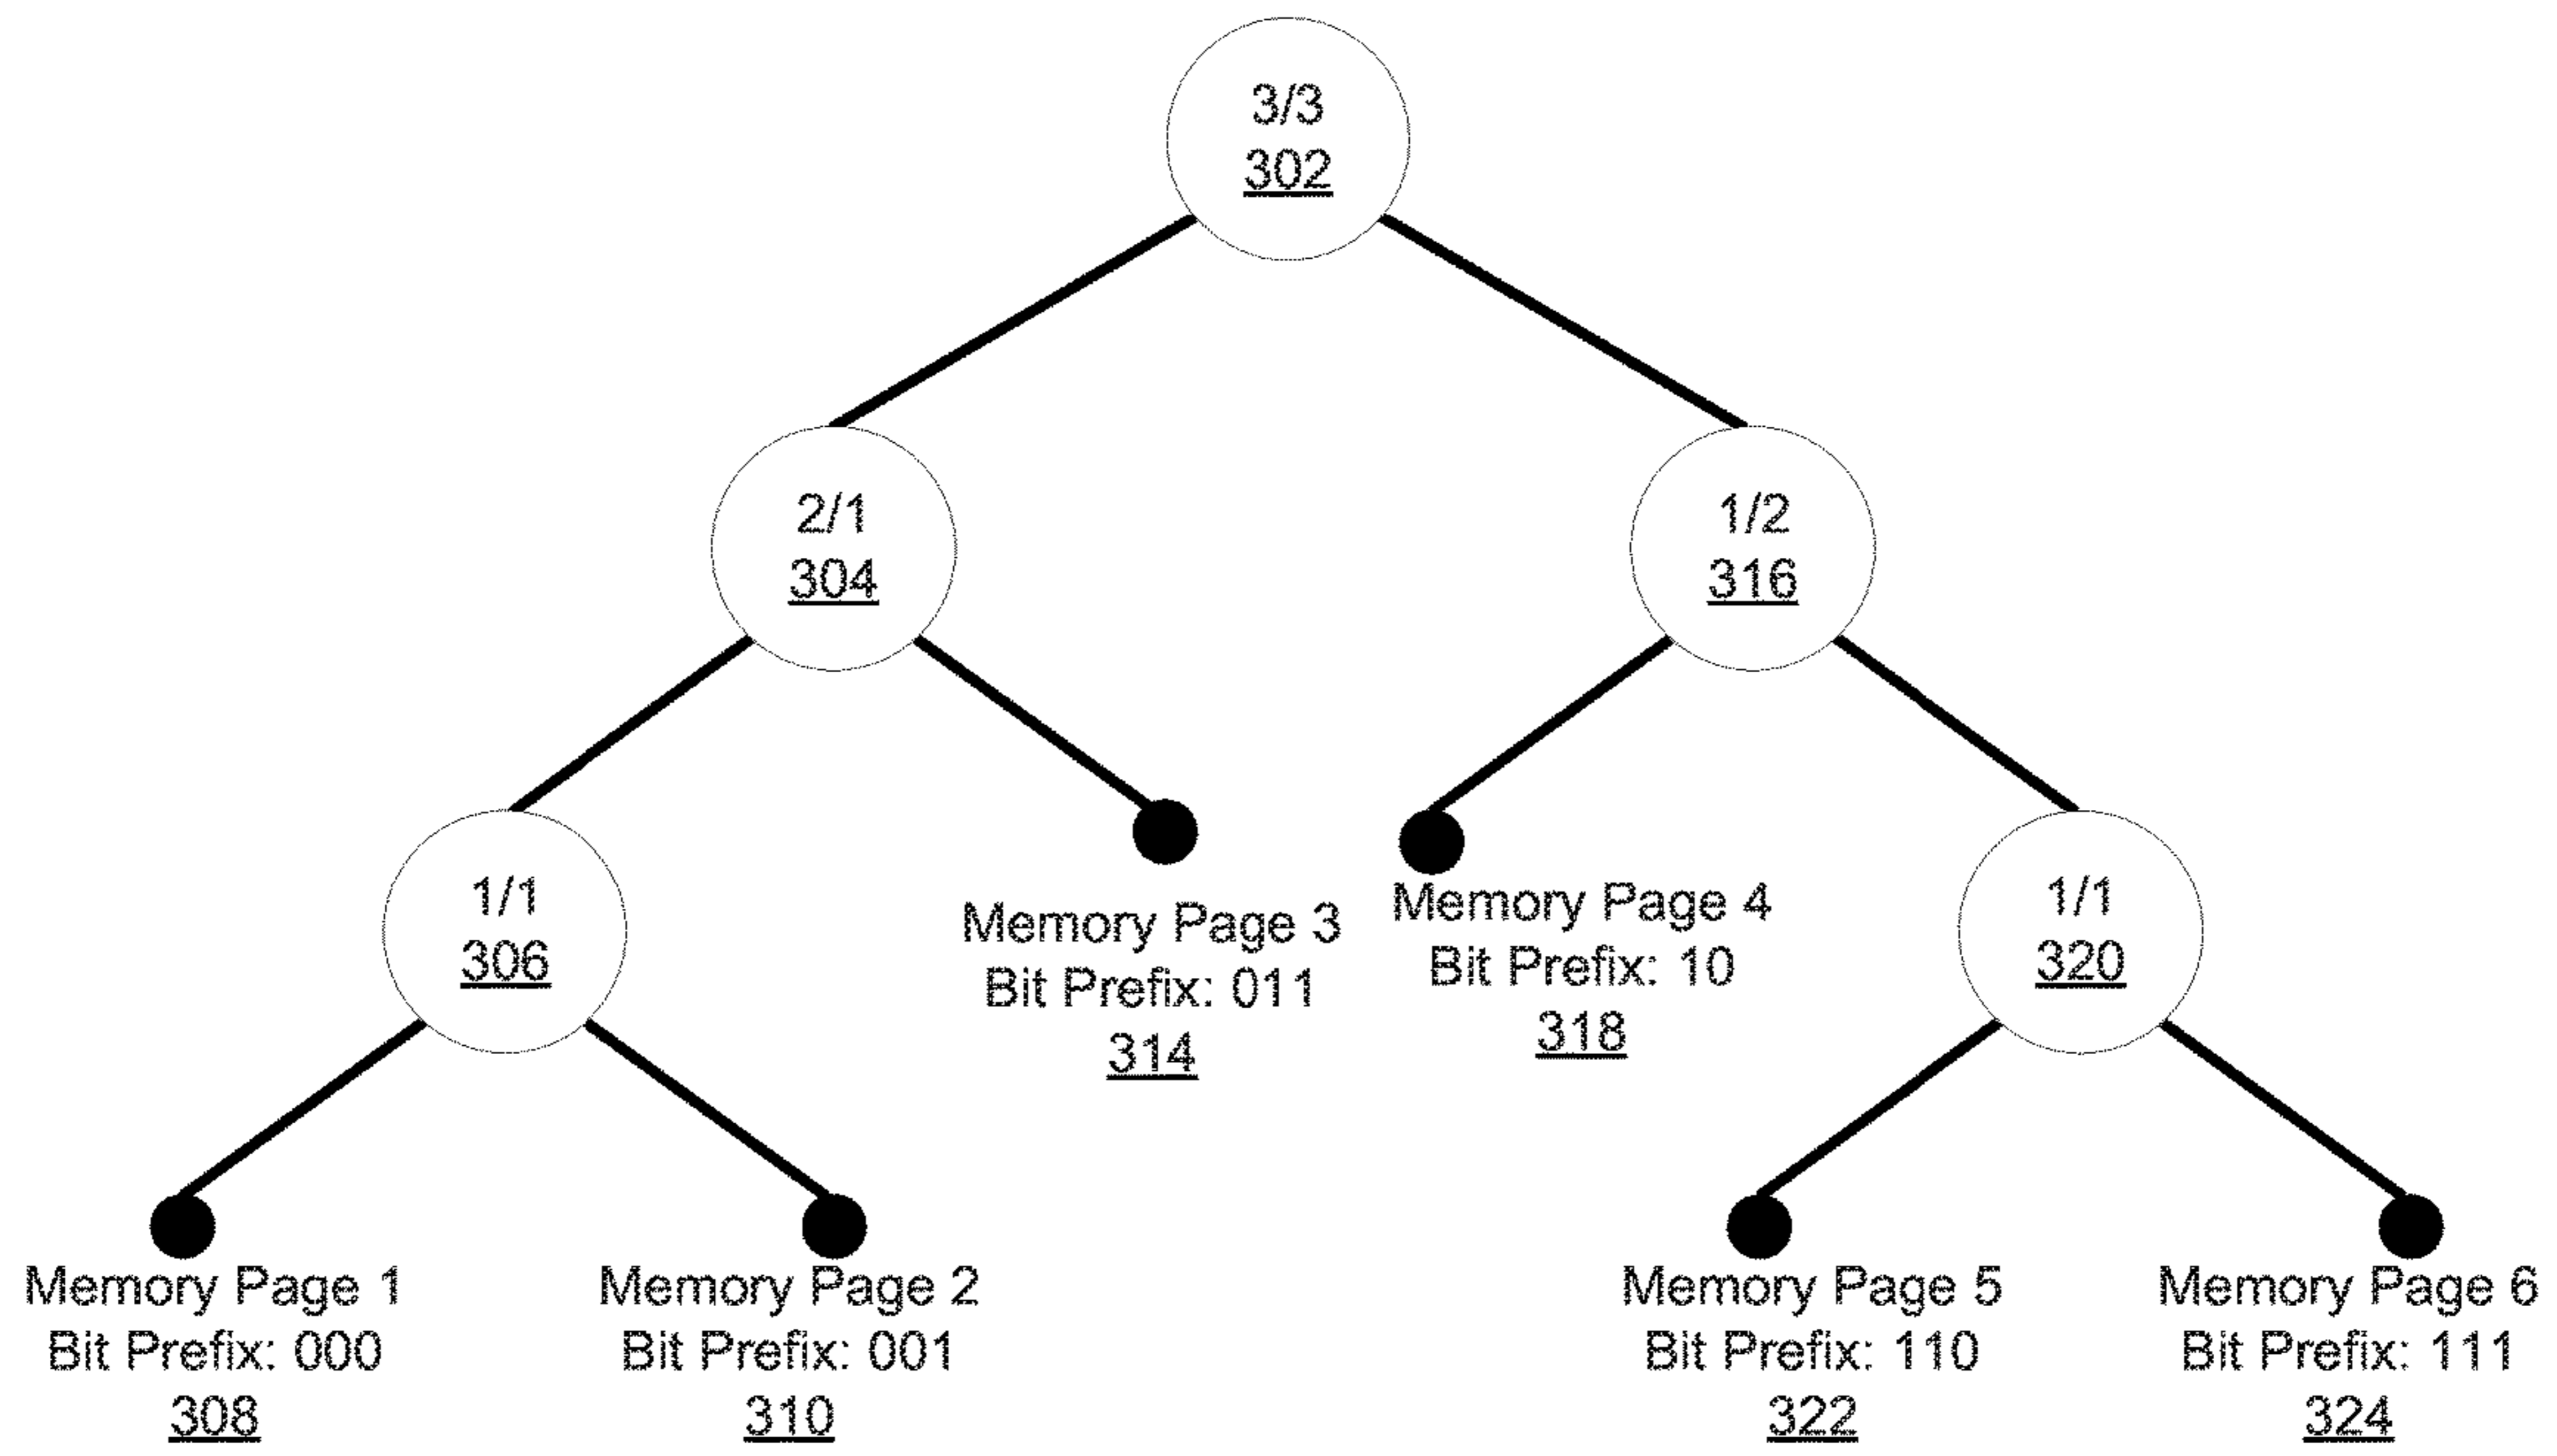 3/3
302
2/1
304
1/2
316
1/1
306
Memory Page 3
Bit Prefix: 011
314
Memory Page 4
Bit Prefix: 10
318
1/1
320
Memory Page 1
Bit Prefix: 000
308
Memory Page 2
Bit Prefix: 001
310
Memory Page 5
Bit Prefix: 110
322
Memory Page 6
Bit Prefix: 111
324